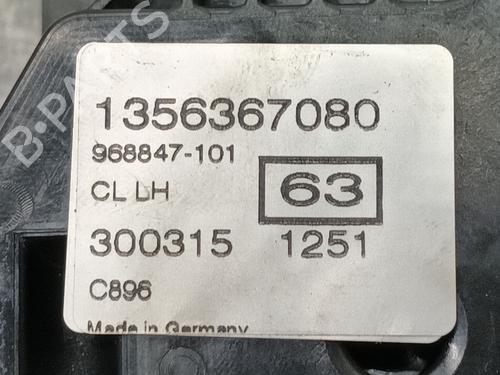 1356367080
968847-101
CL LH
63
300315 1251
C896
Made in Germany
B-PARTS